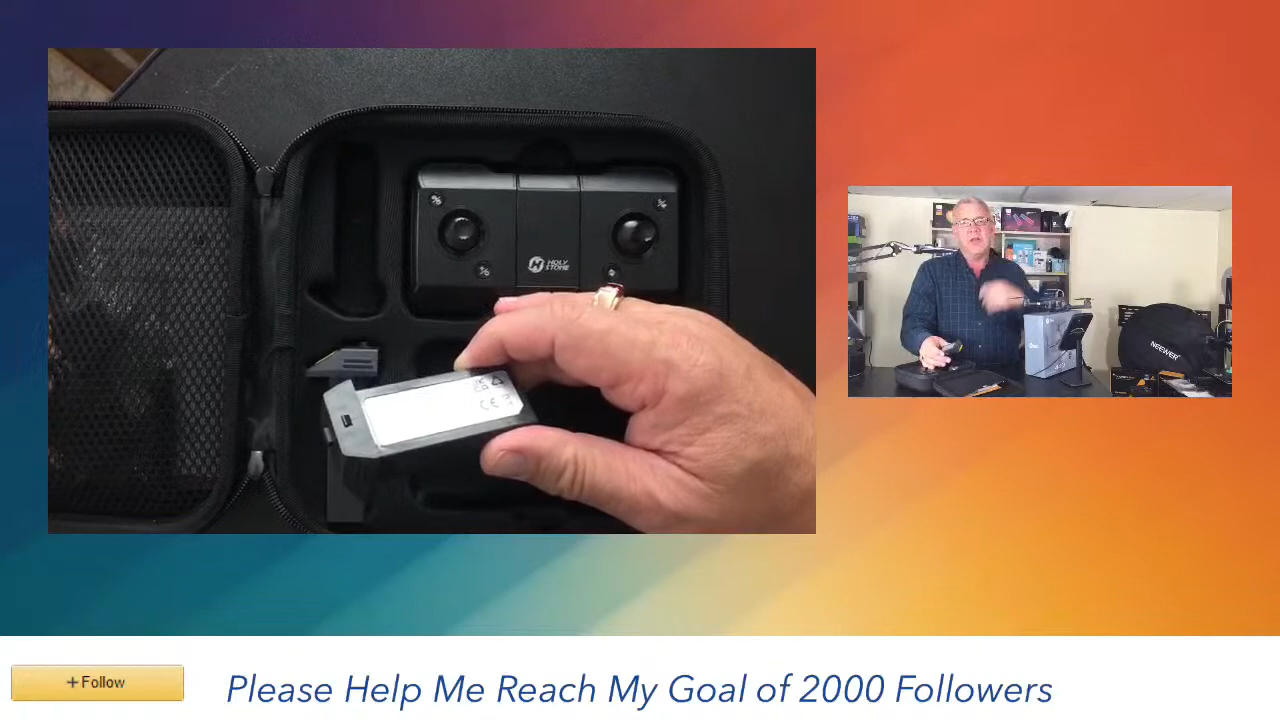 HOLY
STONE
CE
NEEWER
+Follow
Please Help Me Reach My Goal of 2000 Followers